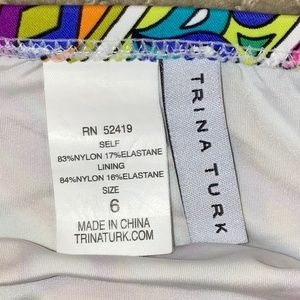 RN 52419
SELF
83%NYLON 17%ELASTANE
LINING
84%NYLON 16%ELASTANE
SIZE
6
MADE IN CHINA
TRINATURK.COM
TRINA TURK